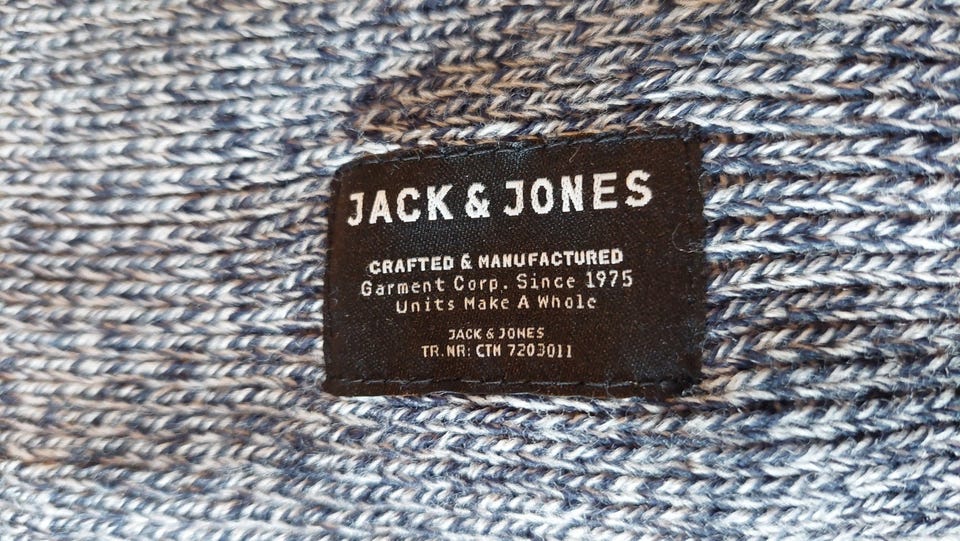 JACK & JONES
CRAFTED & MANUFACTURED
Garment Corp. Since 1975
Units Make A Whole
JACK & JONES
TR.NR: CTM 7203011